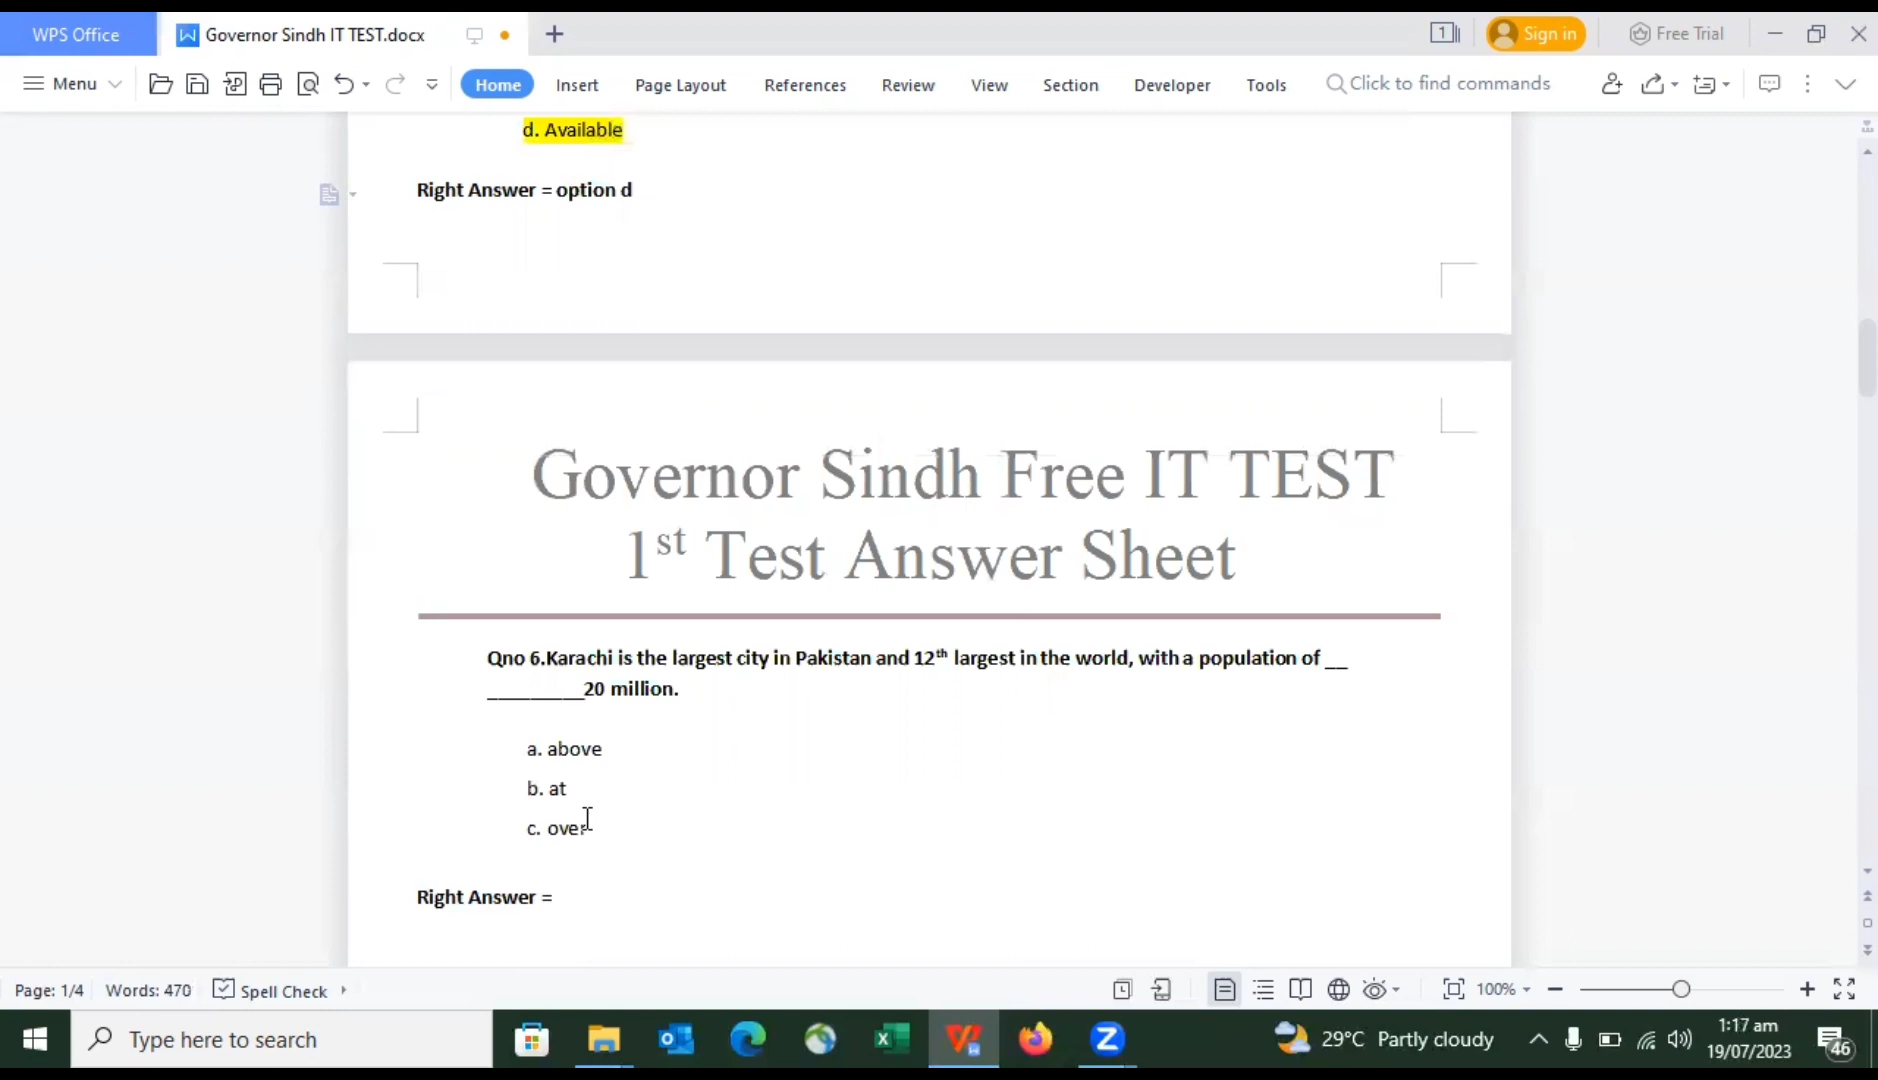 WPS Office
Governor Sindh IT TEST.docx
1
Sign in
Free Trial
Menu
Home
Insert
Page Layout
References
Review
View
Section
Developer
Tools
Click to find commands
d. Available
Right Answer = option d
Governor Sindh Free IT TEST
1st Test Answer Sheet
Qno 6.Karachi is the largest city in Pakistan and 12th largest in the world, with a population of __
_________20 million.
a. above
b. at
c. over
Right Answer =
Page: 1/4
Words: 470
Spell Check
100%
Type here to search
29°C Partly cloudy
1:17 am
19/07/2023
46